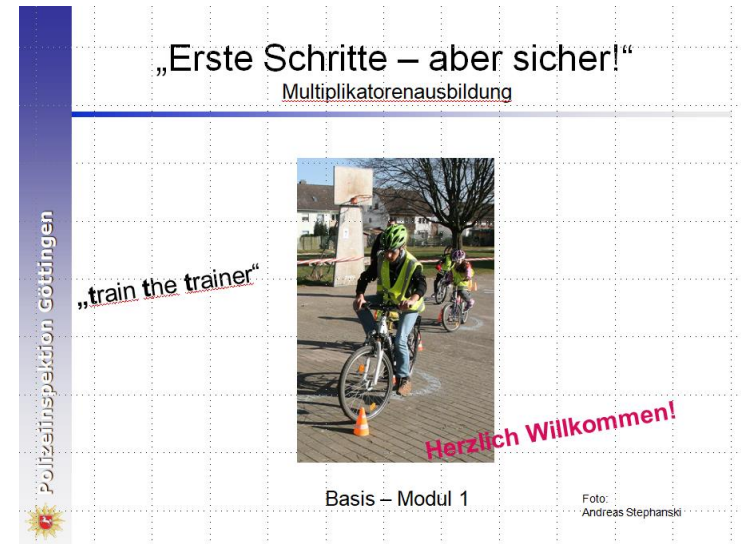 „Erste Schritte – aber sicher!“
Multiplikatorenausbildung
Polizeiinspektion Göttingen
„train the trainer“
Herzlich Willkommen!
Basis – Modul 1
Foto:
Andreas Stephanski